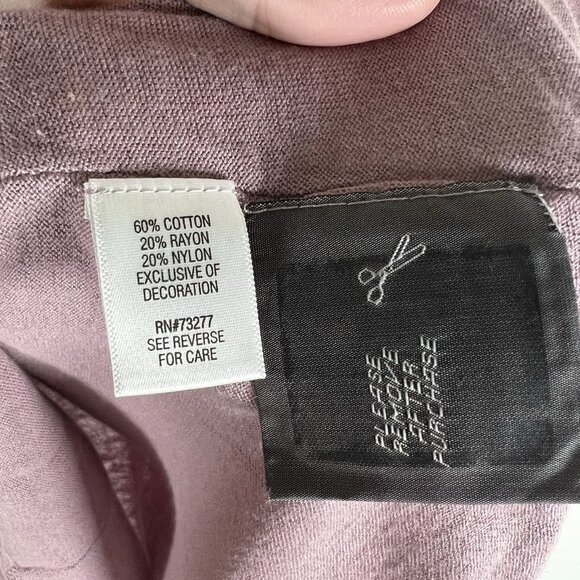 60% COTTON
20% RAYON
20% NYLON
EXCLUSIVE OF
DECORATION
RN#73277
SEE REVERSE
FOR CARE
PLEASE
REMOVE
AFTER
PURCHASE